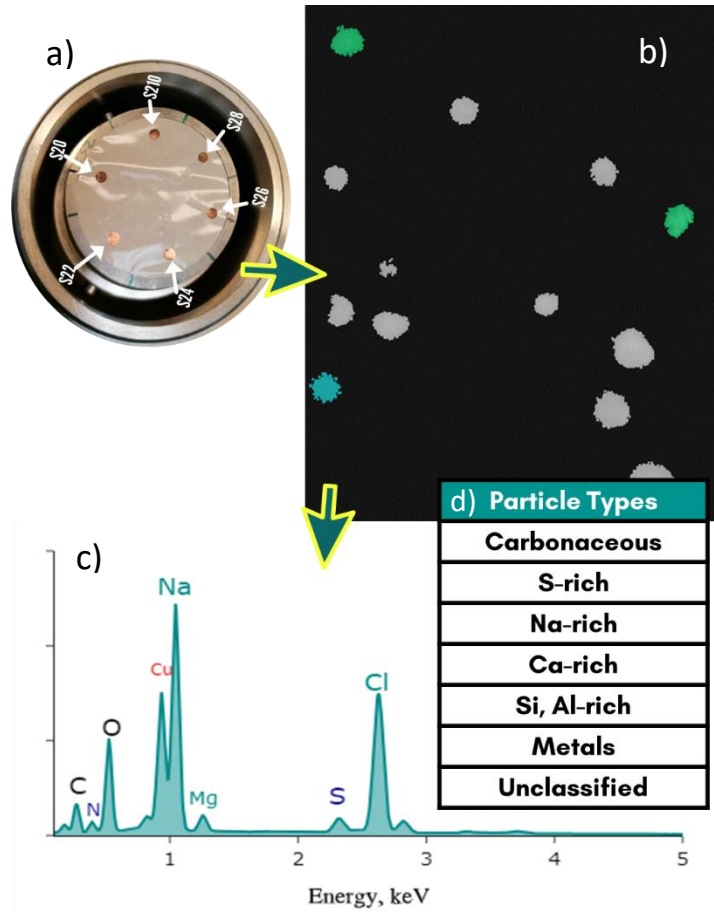 a)
S210
S28
S20
S26
S22
S24
b)
c)
Na
Cu
Cl
O
C
N
Mg
S
1
2
3
4
5
Energy, keV
d) Particle Types
Carbonaceous
S-rich
Na-rich
Ca-rich
Si, Al-rich
Metals
Unclassified